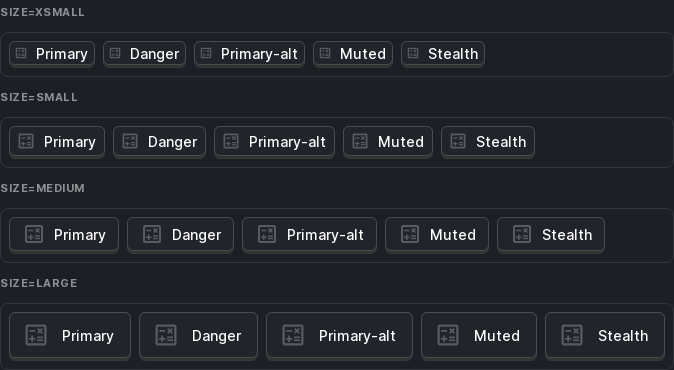 SIZE=XSMALL
Primary Danger Primary-alt Muted Stealth
SIZE=SMALL
Primary Danger Primary-alt Muted Stealth
SIZE=MEDIUM
Primary Danger Primary-alt Muted Stealth
SIZE=LARGE
Primary Danger Primary-alt Muted Stealth